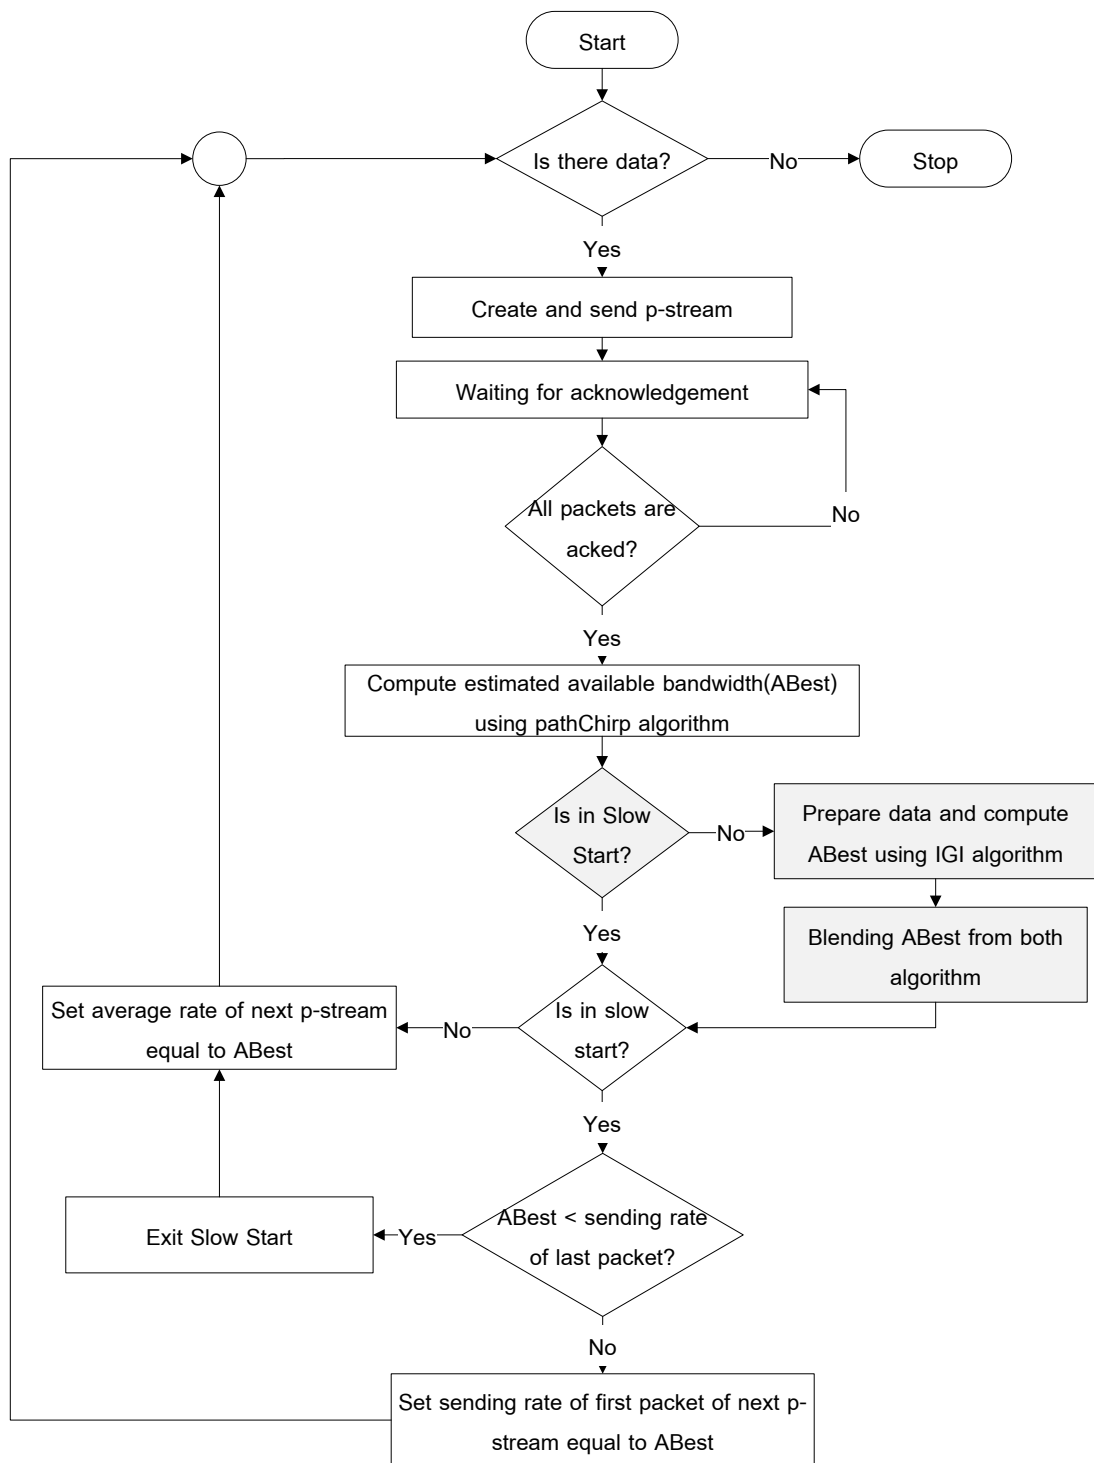 Start
Is there data?
No
Stop
Yes
Create and send p-stream
Waiting for acknowledgement
All packets are
acked?
No
Yes
Compute estimated available bandwidth(ABest)
using pathChirp algorithm
Is in Slow
Start?
No
Prepare data and compute
ABest using IGI algorithm
Yes
Blending ABest from both
algorithm
Set average rate of next p-stream
equal to ABest
No
Is in slow
start?
Yes
Exit Slow Start
Yes
ABest < sending rate
of last packet?
No
Set sending rate of first packet of next p-
stream equal to ABest